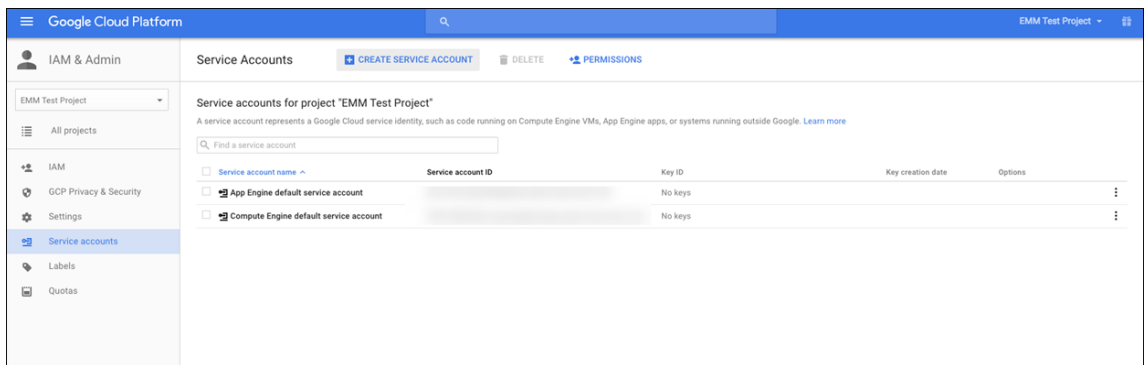 Google Cloud Platform
EMM Test Project
IAM & Admin
EMM Test Project
All projects
IAM
GCP Privacy & Security
Settings
Service accounts
Labels
Quotas
Service Accounts
CREATE SERVICE ACCOUNT
DELETE
PERMISSIONS
Service accounts for project "EMM Test Project"
A service account represents a Google Cloud service identity, such as code running on Compute Engine VMs, App Engine apps, or systems running outside Google. Learn more
Find a service account
Service account name Service account ID Key ID Key creation date Options
App Engine default service account No keys
Compute Engine default service account No keys